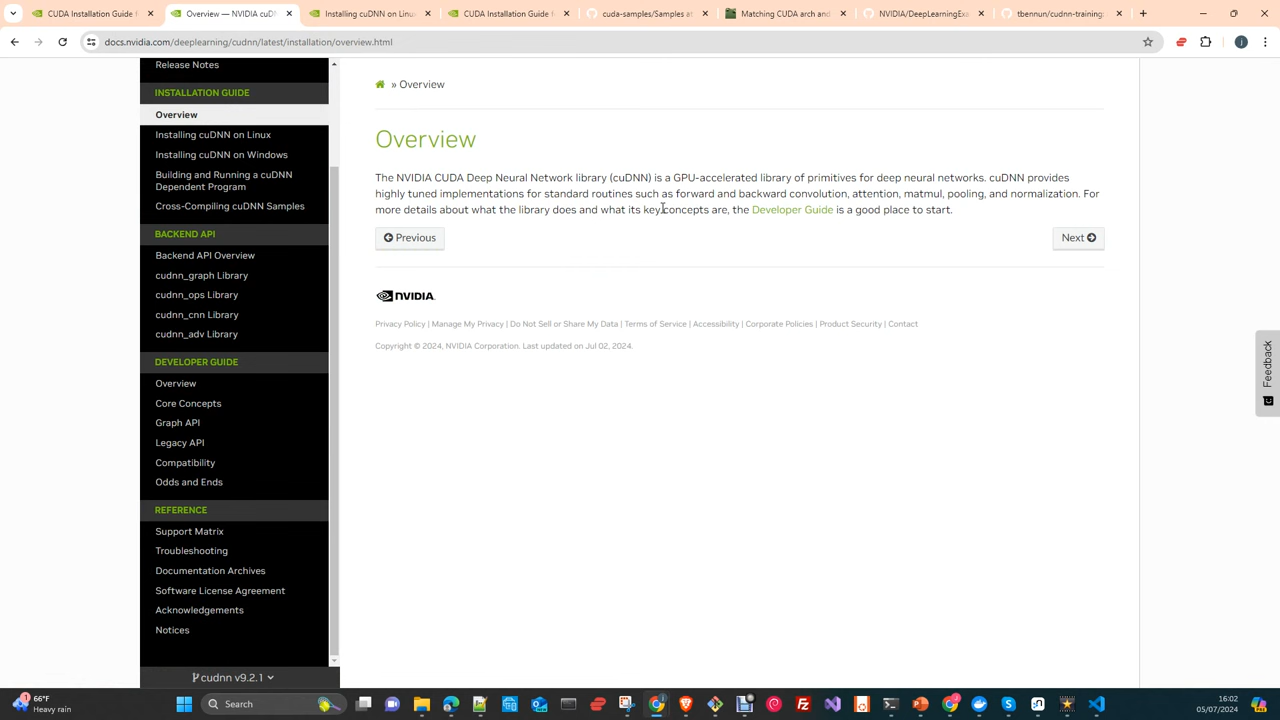 CUDA Installation Guide for
Overview — NVIDIA cuDN
Installing cuDNN on Linux
CUDA Installation Guide for
cuda-samples/Samples at
Matching CUDA arch and
NVIDIA/DeepLearningExa
tbennun/cudnn-training
docs.nvidia.com/deeplearning/cudnn/latest/installation/overview.html
Release Notes
INSTALLATION GUIDE
Overview
Installing cuDNN on Linux
Installing cuDNN on Windows
Building and Running a cuDNN
Dependent Program
Cross-Compiling cuDNN Samples
BACKEND API
Backend API Overview
cudnn_graph Library
cudnn_ops Library
cudnn_cnn Library
cudnn_adv Library
DEVELOPER GUIDE
Overview
Core Concepts
Graph API
Legacy API
Compatibility
Odds and Ends
REFERENCE
Support Matrix
Troubleshooting
Documentation Archives
Software License Agreement
Acknowledgements
Notices
cudnn v9.2.1
» Overview
Overview
The NVIDIA CUDA Deep Neural Network library (cuDNN) is a GPU-accelerated library of primitives for deep neural networks. cuDNN provides
highly tuned implementations for standard routines such as forward and backward convolution, attention, matmul, pooling, and normalization. For
more details about what the library does and what its key concepts are, the Developer Guide is a good place to start.
Previous
Next
NVIDIA.
Privacy Policy | Manage My Privacy | Do Not Sell or Share My Data | Terms of Service | Accessibility | Corporate Policies | Product Security | Contact
Copyright © 2024, NVIDIA Corporation. Last updated on Jul 02, 2024.
Feedback
66°F
Heavy rain
Search
16:02
05/07/2024